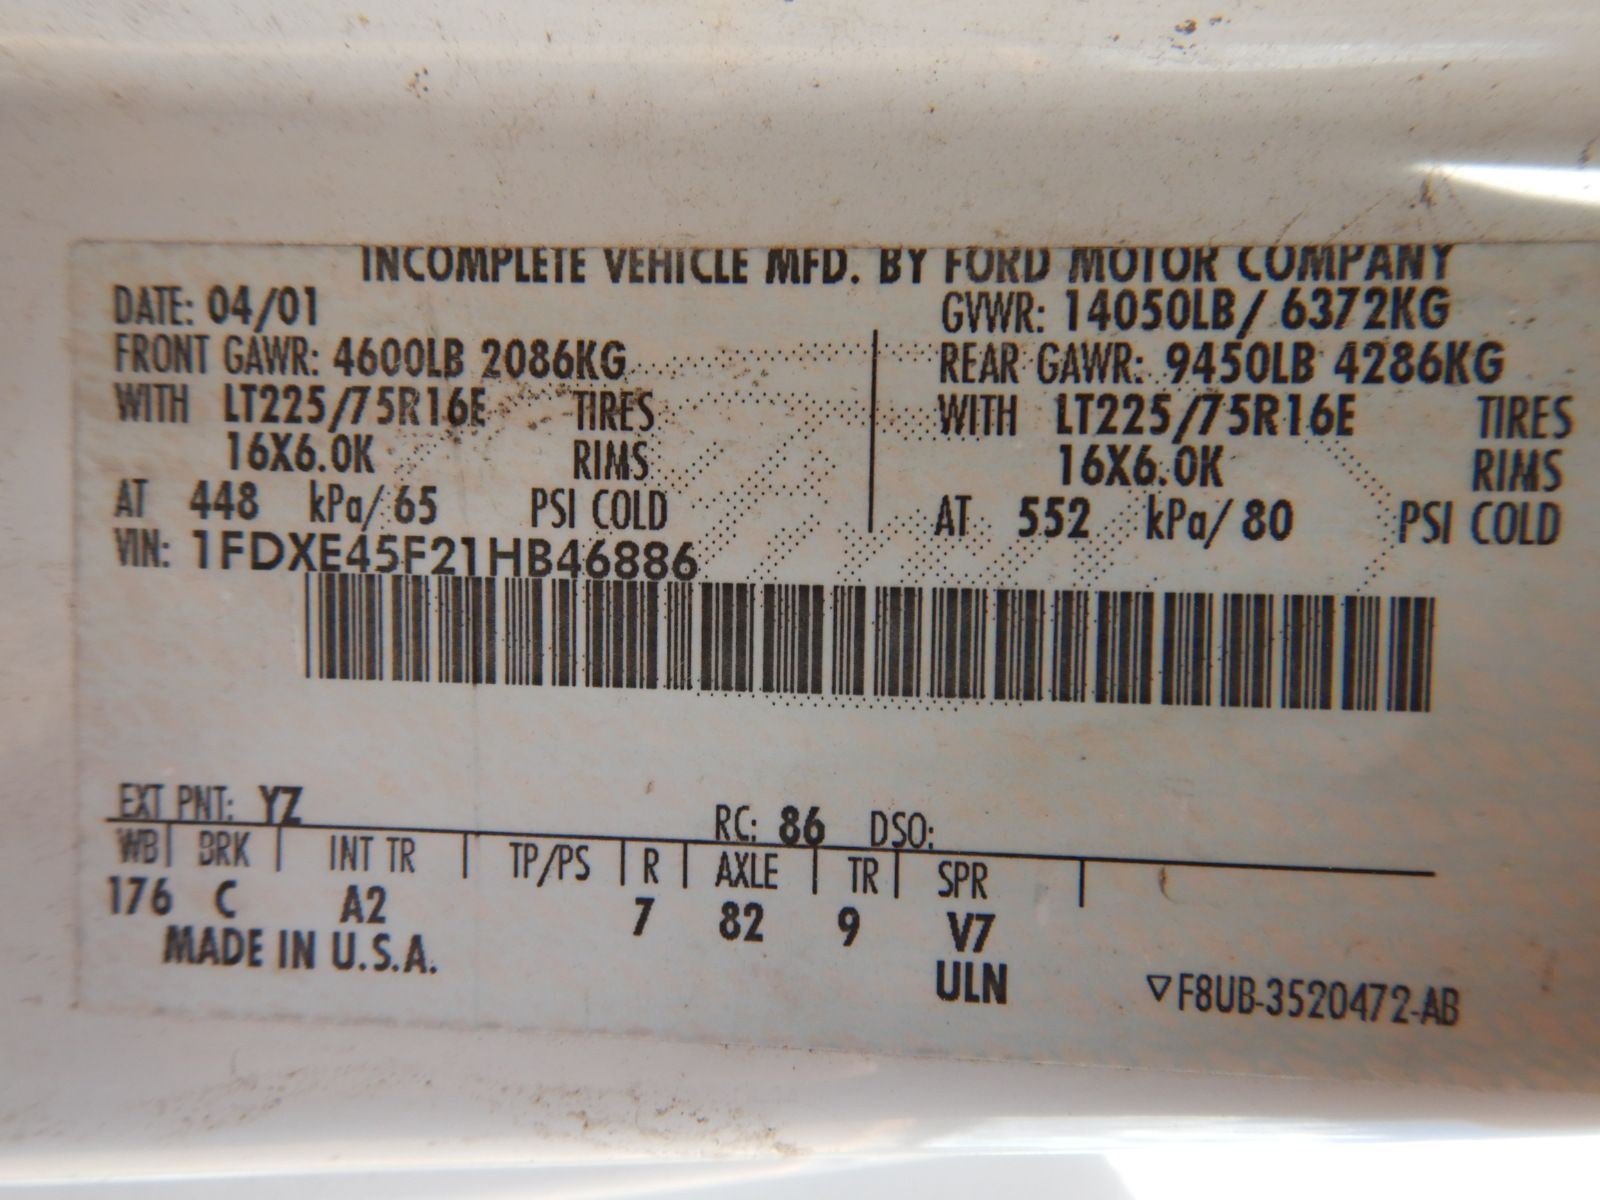 INCOMPLETE VEHICLE MFD. BY FORD MOTOR COMPANY
DATE: 04/01 GVWR: 14050LB/ 6372KG
FRONT GAWR: 4600LB 2086KG REAR GAWR: 9450LB 4286KG
WITH LT225/75R16E TIRES WITH LT225/75R16E TIRES
16X6.0K RIMS 16X6.0K RIMS
AT 448 kPa/ 65 PSI COLD AT 552 kPa/ 80 PSI COLD
VIN: 1FDXE45F21HB46886
EXT PNT: YZ RC: 86 DSO:
WB BRK INT TR TP/PS R AXLE TR SPR
176 C A2 7 82 9 V7
MADE IN U.S.A. ULN
▽F8UB-3520472-AB